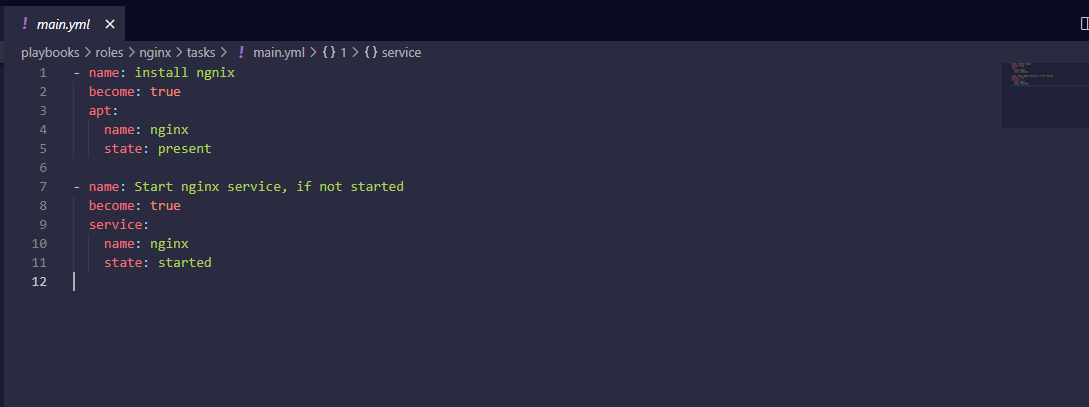 ! main.yml ×
playbooks > roles > nginx > tasks > ! main.yml > {} 1 > {} service
1 - name: install ngnix
2   become: true
3   apt:
4     name: nginx
5     state: present
6
7 - name: Start nginx service, if not started
8   become: true
9   service:
10     name: nginx
11     state: started
12